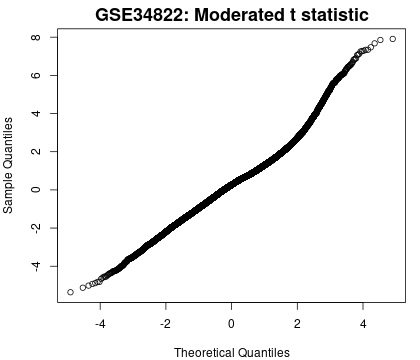 GSE34822: Moderated t statistic
8
6
4
2
0
-2
-4
Sample Quantiles
-4 -2 0 2 4
Theoretical Quantiles